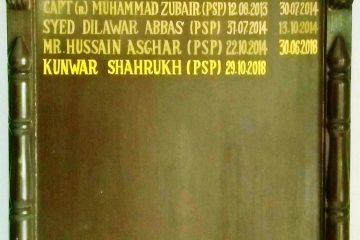 CAPT (R) MUHAMMAD ZUBAIR (PSP) 12.08.2013 30.07.2014
SYED DILAWAR ABBAS (PSP) 31.07.2014 13.10.2014
MR. HUSSAIN ASGHAR (PSP) 22.10.2014 30.06.2018
KUNWAR SHAHRUKH (PSP) 29.10.2018